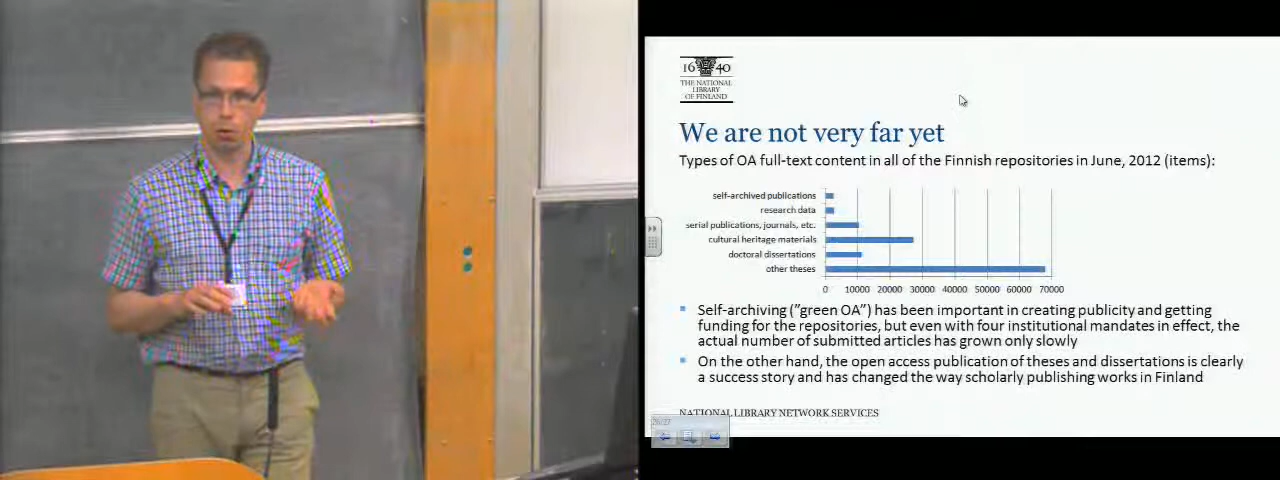 16 40
THE NATIONAL
LIBRARY
OF FINLAND
We are not very far yet
Types of OA full-text content in all of the Finnish repositories in June, 2012 (items):
self-archived publications
research data
serial publications, journals, etc.
cultural heritage materials
doctoral dissertations
other theses
0 10000 20000 30000 40000 50000 60000 70000
Self-archiving ("green OA") has been important in creating publicity and getting
funding for the repositories, but even with four institutional mandates in effect, the
actual number of submitted articles has grown only slowly
On the other hand, the open access publication of theses and dissertations is clearly
a success story and has changed the way scholarly publishing works in Finland
NATIONAL LIBRARY NETWORK SERVICES